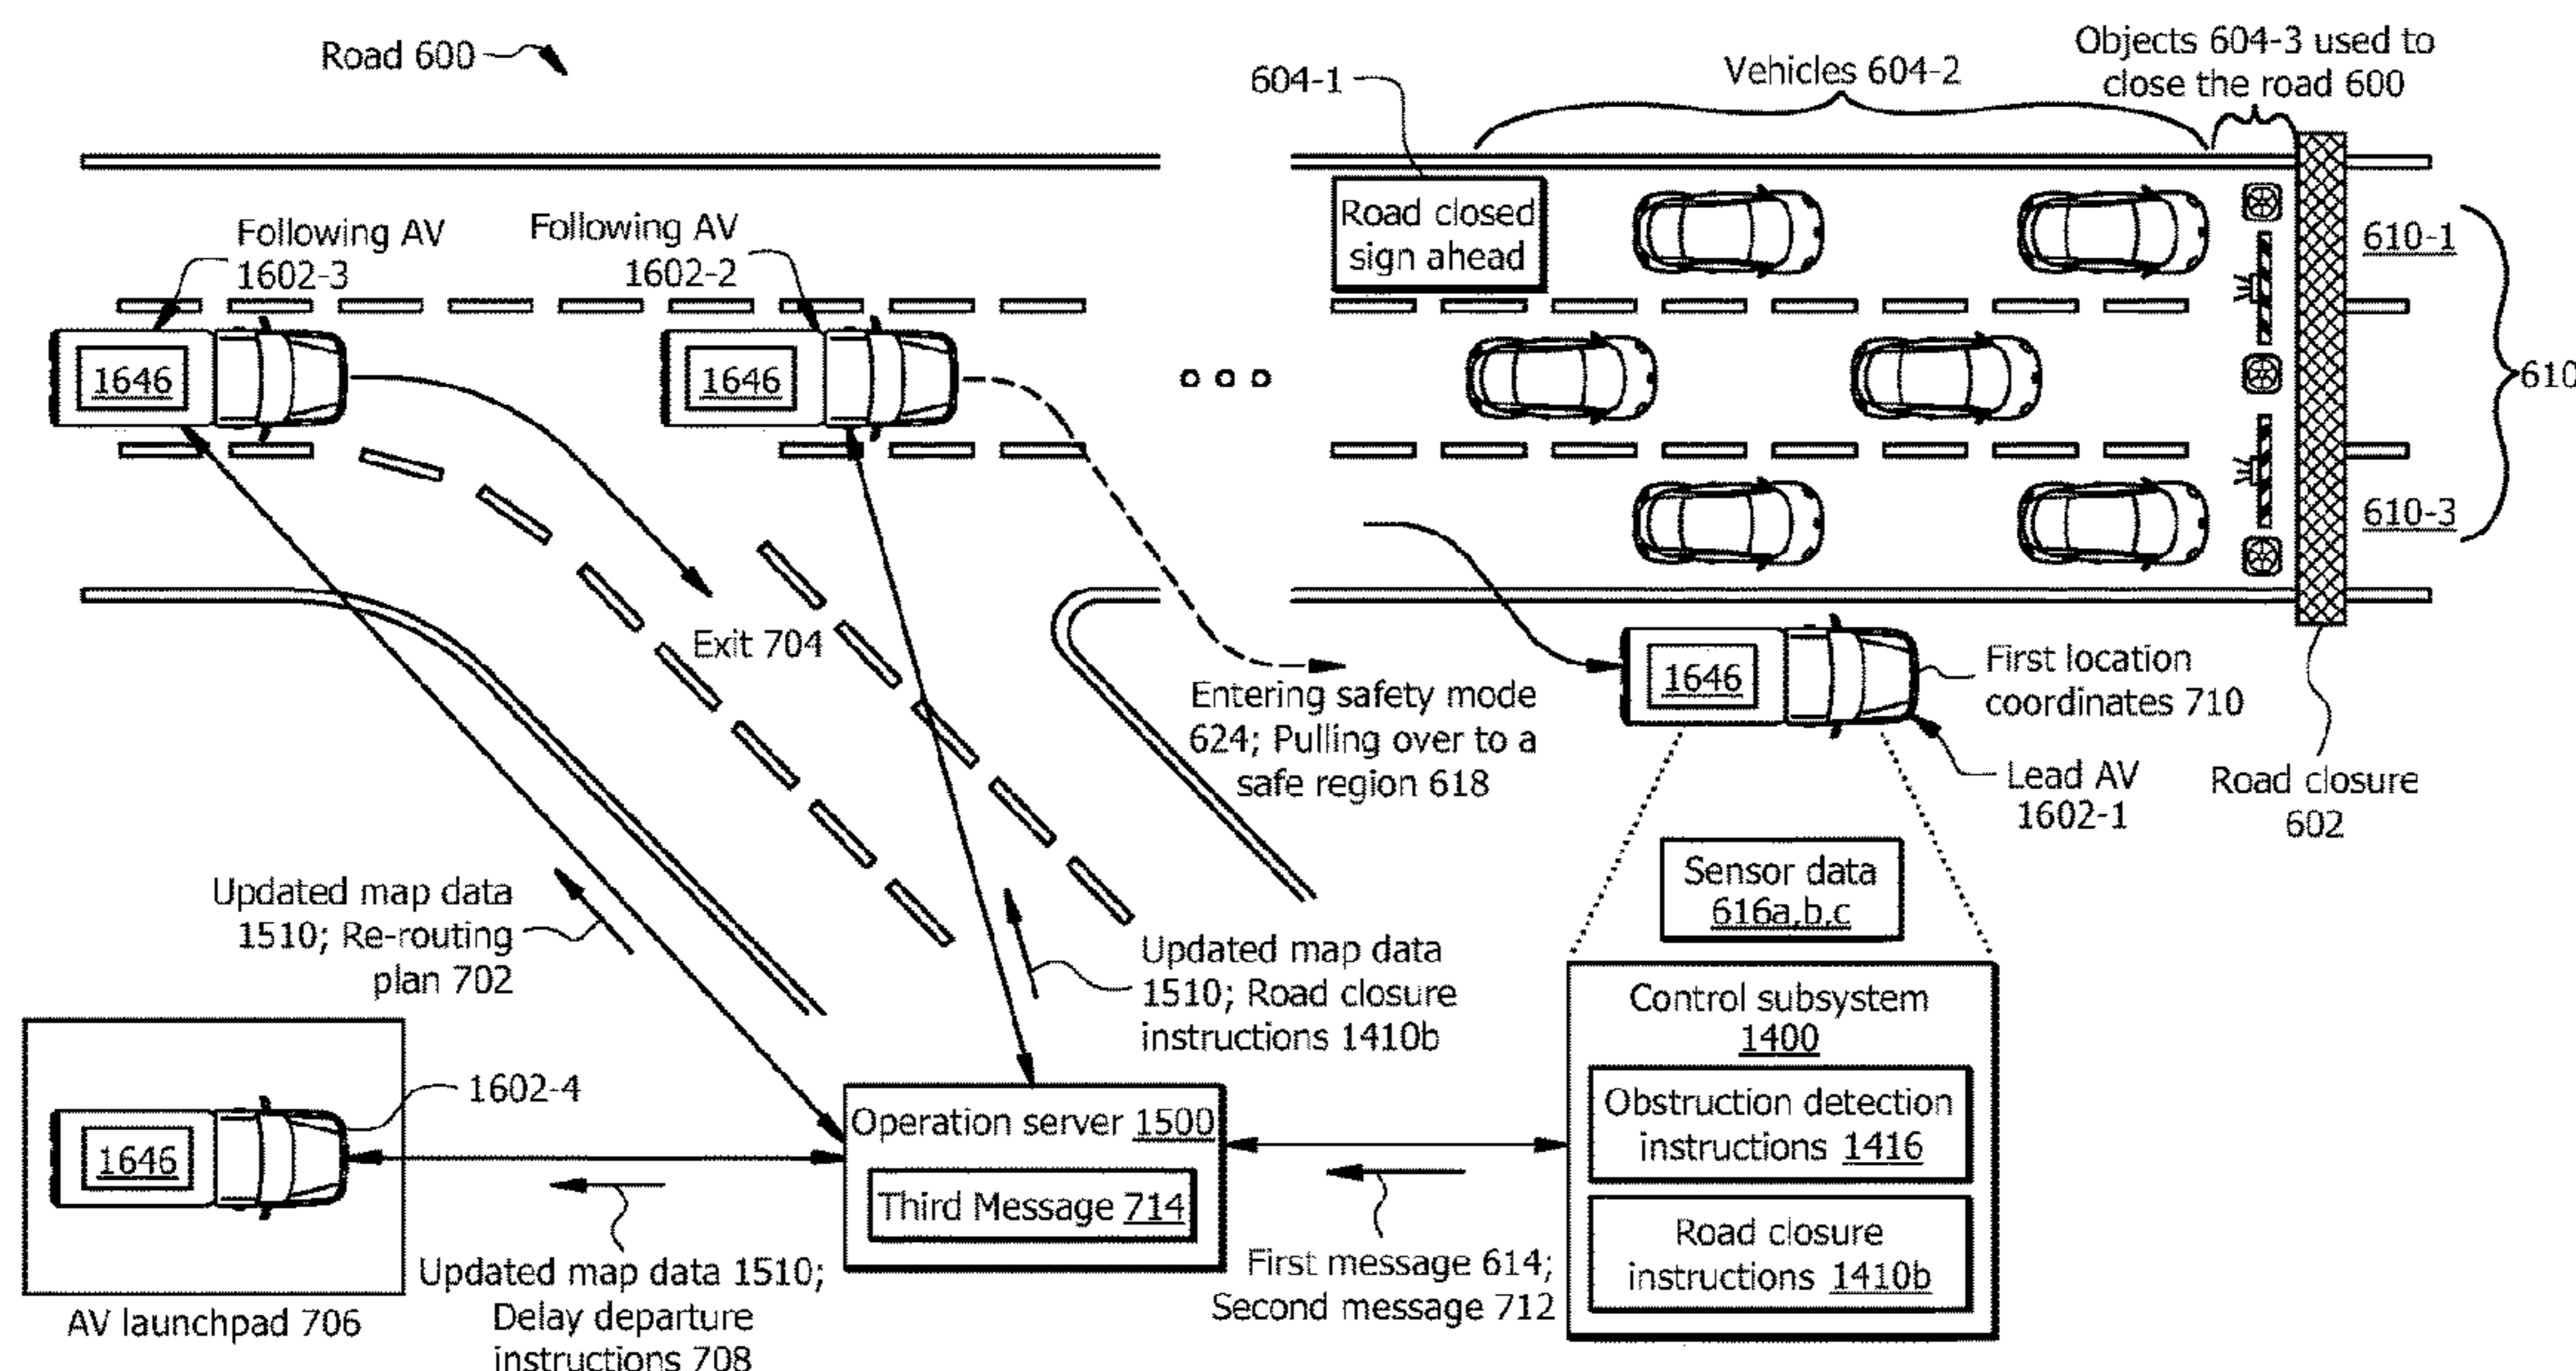 Road 600
604-1
Vehicles 604-2
Objects 604-3 used to
close the road 600
Following AV
1602-3
Following AV
1602-2
Road closed
sign ahead
610-1
610
610-3
1646
1646
Exit 704
Entering safety mode
624; Pulling over to a
safe region 618
1646
First location
coordinates 710
Lead AV
1602-1
Road closure
602
Sensor data
616a,b,c
Updated map data
1510; Re-routing
plan 702
Updated map data
1510; Road closure
instructions 1410b
Control subsystem
1400
Obstruction detection
instructions 1416
Road closure
instructions 1410b
1602-4
1646
AV launchpad 706
Operation server 1500
Third Message 714
Updated map data 1510;
Delay departure
instructions 708
First message 614;
Second message 712